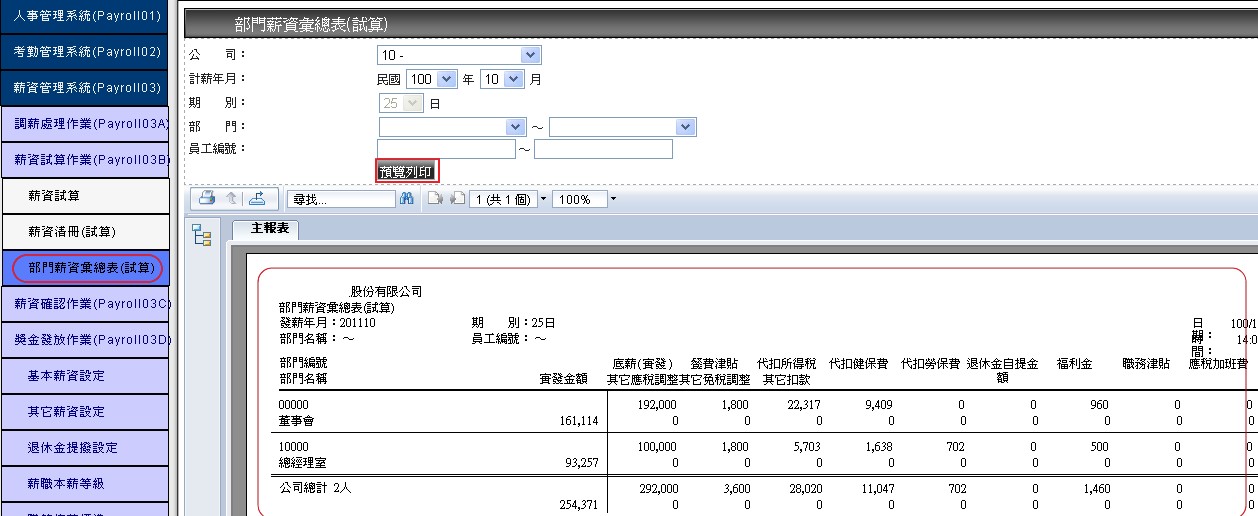 人事管理系統(Payroll01)
考勤管理系統(Payroll02)
薪資管理系統(Payroll03)
調薪處理作業(Payroll03A)
薪資試算作業(Payroll03B)
薪資試算
薪資清冊(試算)
部門薪資彙總表(試算)
薪資確認作業(Payroll03C)
獎金發放作業(Payroll03D)
基本薪資設定
其它薪資設定
退休金提撥設定
薪職本薪等級
部門薪資彙總表(試算)
公 司： 10 -
計薪年月： 民國 100 年 10 月
期 別： 25 日
部 門： ～
員工編號： ～
預覽列印
尋找... 1 (共 1 個) 100%
主報表
股份有限公司
部門薪資彙總表(試算)
發薪年月：201110 期 別：25日 日期： 100/1
部門名稱：～ 員工編號：～ 時間： 14:0
部門編號 底薪(實發) 餐費津貼 代扣所得稅 代扣健保費 代扣勞保費 退休金自提金額 福利金 職務津貼 應稅加班費
部門名稱 實發金額 其它應稅調整 其它免稅調整 其它扣款
00000 192,000 1,800 22,317 9,409 0 0 960 0 0
董事會 161,114 0 0 0 0 0 0 0 0 0
10000 100,000 1,800 5,703 1,638 702 0 500 0 0
總經理室 93,257 0 0 0 0 0 0 0 0 0
公司總計 2人 292,000 3,600 28,020 11,047 702 0 1,460 0 0
254,371 0 0 0 0 0 0 0 0 0